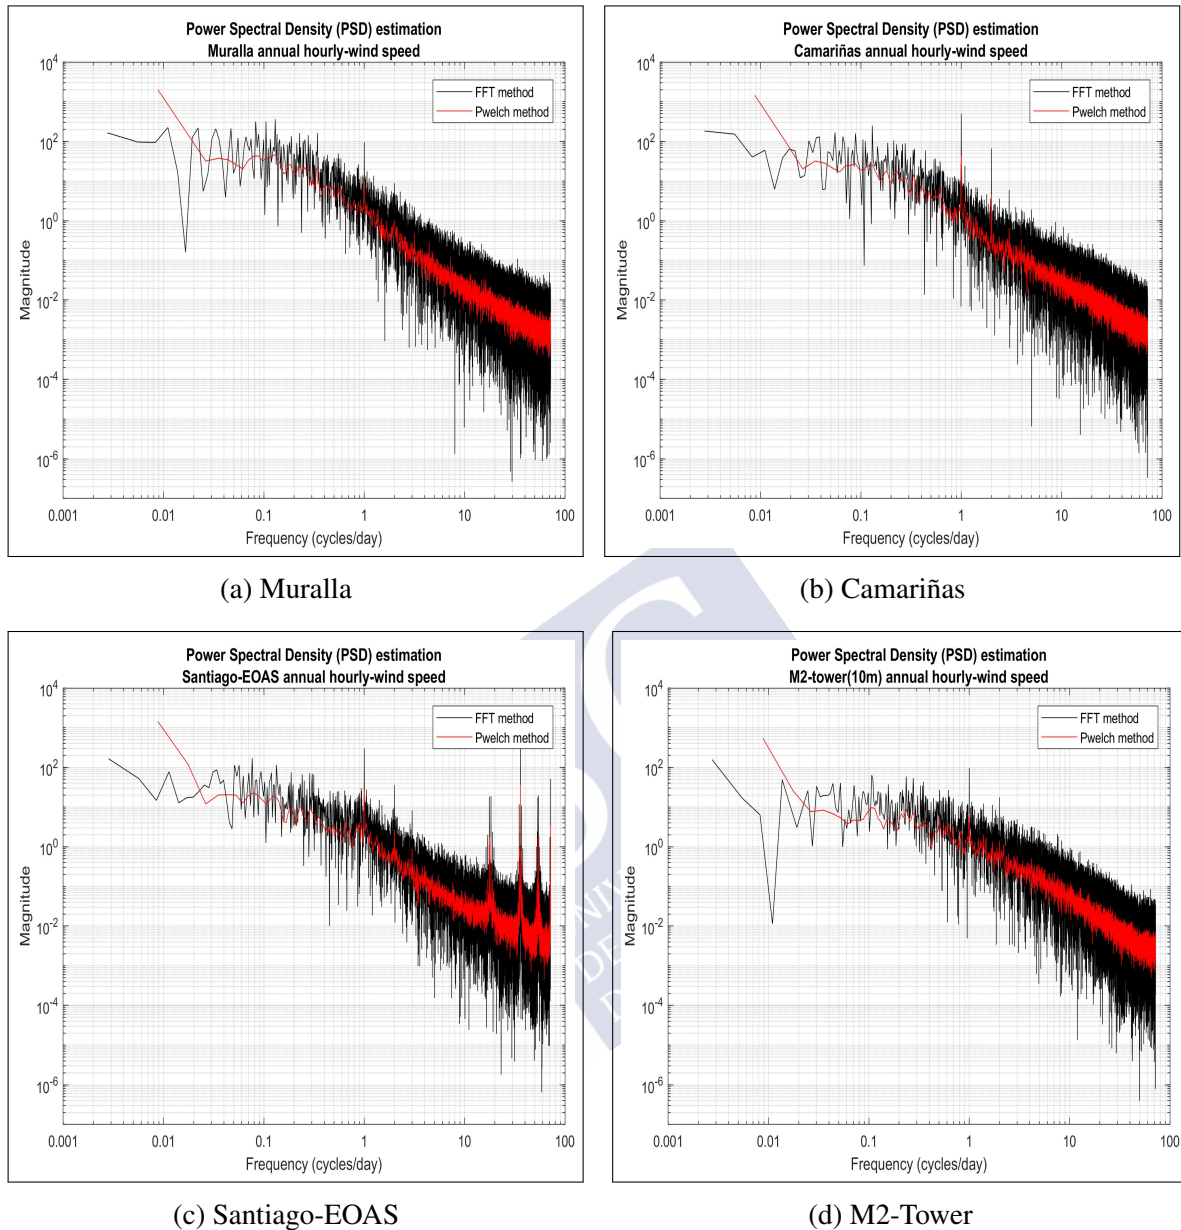 Power Spectral Density (PSD) estimation
Muralla annual hourly-wind speed
10^4
10^2
10^0
10^-2
10^-4
10^-6
Magnitude
FFT method
Pwelch method
0.001 0.01 0.1 1 10 100
Frequency (cycles/day)
(a) Muralla
Power Spectral Density (PSD) estimation
Camariñas annual hourly-wind speed
10^4
10^2
10^0
10^-2
10^-4
10^-6
Magnitude
FFT method
Pwelch method
0.001 0.01 0.1 1 10 100
Frequency (cycles/day)
(b) Camariñas
Power Spectral Density (PSD) estimation
Santiago-EOAS annual hourly-wind speed
10^4
10^2
10^0
10^-2
10^-4
10^-6
Magnitude
FFT method
Pwelch method
0.001 0.01 0.1 1 10 100
Frequency (cycles/day)
(c) Santiago-EOAS
Power Spectral Density (PSD) estimation
M2-tower(10m) annual hourly-wind speed
10^4
10^2
10^0
10^-2
10^-4
10^-6
Magnitude
FFT method
Pwelch method
0.001 0.01 0.1 1 10 100
Frequency (cycles/day)
(d) M2-Tower